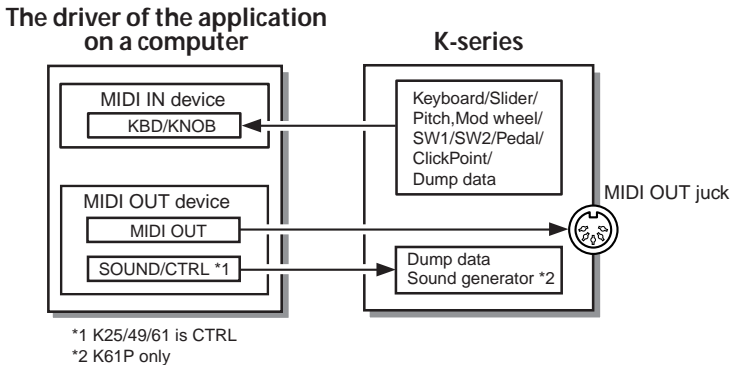 The driver of the application
on a computer
K-series
MIDI IN device
KBD/KNOB
Keyboard/Slider/
Pitch,Mod wheel/
SW1/SW2/Pedal/
ClickPoint/
Dump data
MIDI OUT juck
MIDI OUT device
MIDI OUT
SOUND/CTRL *1
Dump data
Sound generator *2
*1 K25/49/61 is CTRL
*2 K61P only